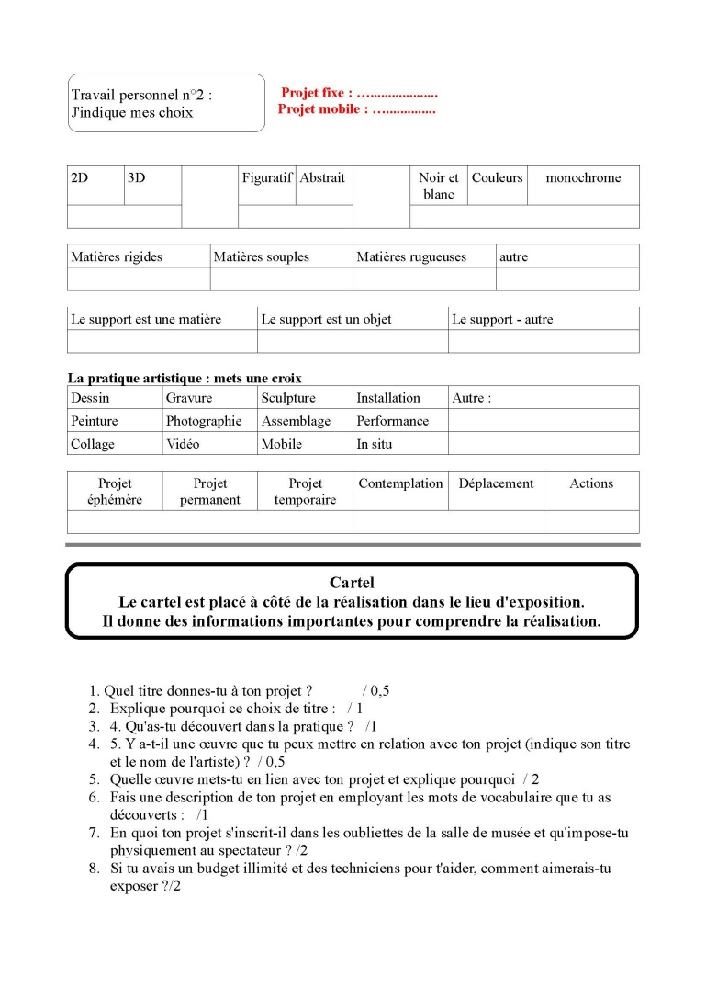 Travail personnel n°2 :
J'indique mes choix
Projet fixe : …...................
Projet mobile : …..............
2D 3D Figuratif Abstrait Noir et blanc Couleurs monochrome
Matières rigides Matières souples Matières rugueuses autre
Le support est une matière Le support est un objet Le support - autre
La pratique artistique : mets une croix
Dessin Gravure Sculpture Installation Autre :
Peinture Photographie Assemblage Performance
Collage Vidéo Mobile In situ
Projet éphémère Projet permanent Projet temporaire Contemplation Déplacement Actions
Cartel
Le cartel est placé à côté de la réalisation dans le lieu d'exposition.
Il donne des informations importantes pour comprendre la réalisation.
1. Quel titre donnes-tu à ton projet ? / 0,5
2. Explique pourquoi ce choix de titre : / 1
3. 4. Qu'as-tu découvert dans la pratique ? /1
4. 5. Y a-t-il une œuvre que tu peux mettre en relation avec ton projet (indique son titre
et le nom de l'artiste) ? / 0,5
5. Quelle œuvre mets-tu en lien avec ton projet et explique pourquoi / 2
6. Fais une description de ton projet en employant les mots de vocabulaire que tu as
découverts : /1
7. En quoi ton projet s'inscrit-il dans les oubliettes de la salle de musée et qu'impose-tu
physiquement au spectateur ? /2
8. Si tu avais un budget illimité et des techniciens pour t'aider, comment aimerais-tu
exposer ?/2